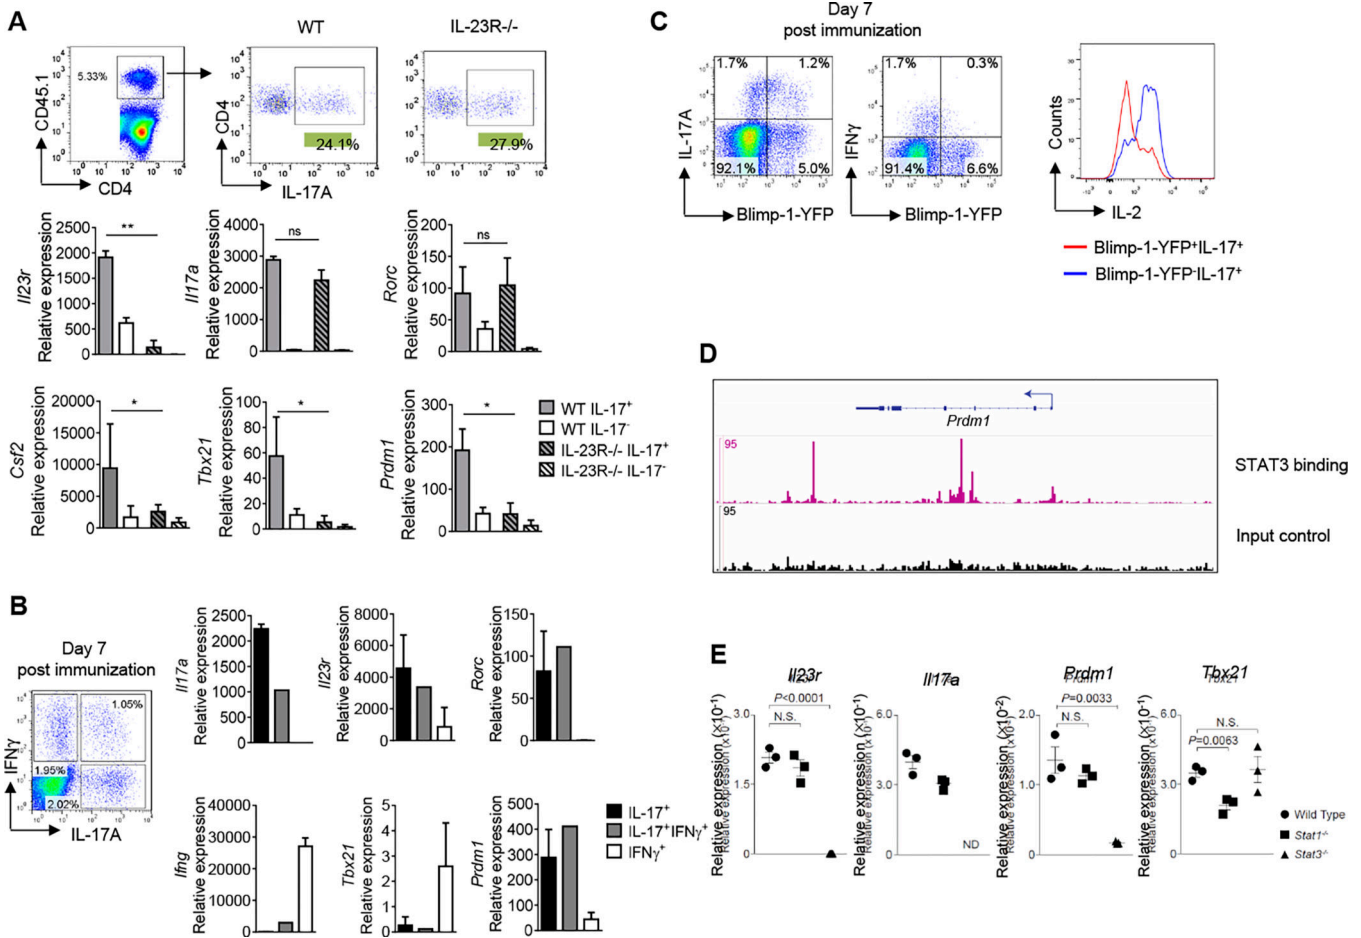 A
WT
IL-23R-/-
5.33%
CD45.1
CD4
CD4
24.1%
27.9%
IL-17A
Il23r
Relative expression
2500
2000
1500
1000
500
0
**
Il17a
Relative expression
4000
3000
2000
1000
0
ns
Rorc
Relative expression
200
150
100
50
0
ns
Csf2
Relative expression
20000
15000
10000
5000
0
*
Tbx21
Relative expression
100
80
60
40
20
0
*
Prdm1
Relative expression
300
200
100
0
*
WT IL-17+
WT IL-17-
IL-23R-/- IL-17+
IL-23R-/- IL-17-
B
Day 7
post immunization
1.05%
1.95%
2.02%
IFNγ
IL-17A
Il17a
Relative expression
2500
2000
1500
1000
500
0
Il23r
Relative expression
8000
6000
4000
2000
0
Rorc
Relative expression
150
100
50
0
Ifng
Relative expression
40000
30000
20000
10000
0
Tbx21
Relative expression
5
4
3
2
1
0
Prdm1
Relative expression
500
400
300
200
100
0
IL-17+
IL-17+IFNγ+
IFNγ+
C
Day 7
post immunization
1.7%
1.2%
92.1%
5.0%
IL-17A
Blimp-1-YFP
1.7%
0.3%
91.4%
6.6%
IFNγ
Blimp-1-YFP
Counts
IL-2
Blimp-1-YFP+IL-17+
Blimp-1-YFP-IL-17+
D
Prdm1
95
STAT3 binding
95
Input control
E
Il23r
P<0.0001
N.S.
Relative expression (×10-1)
3.0
1.5
0
Il17a
Relative expression (×10-1)
6.0
3.0
0
ND
Prdm1
P=0.0033
N.S.
Relative expression (×10-2)
2.0
1.0
0
Tbx21
Tbx21
N.S.
P=0.0063
Relative expression (×10-1)
6.0
3.0
0
Wild Type
Stat1-/-
Stat3-/-